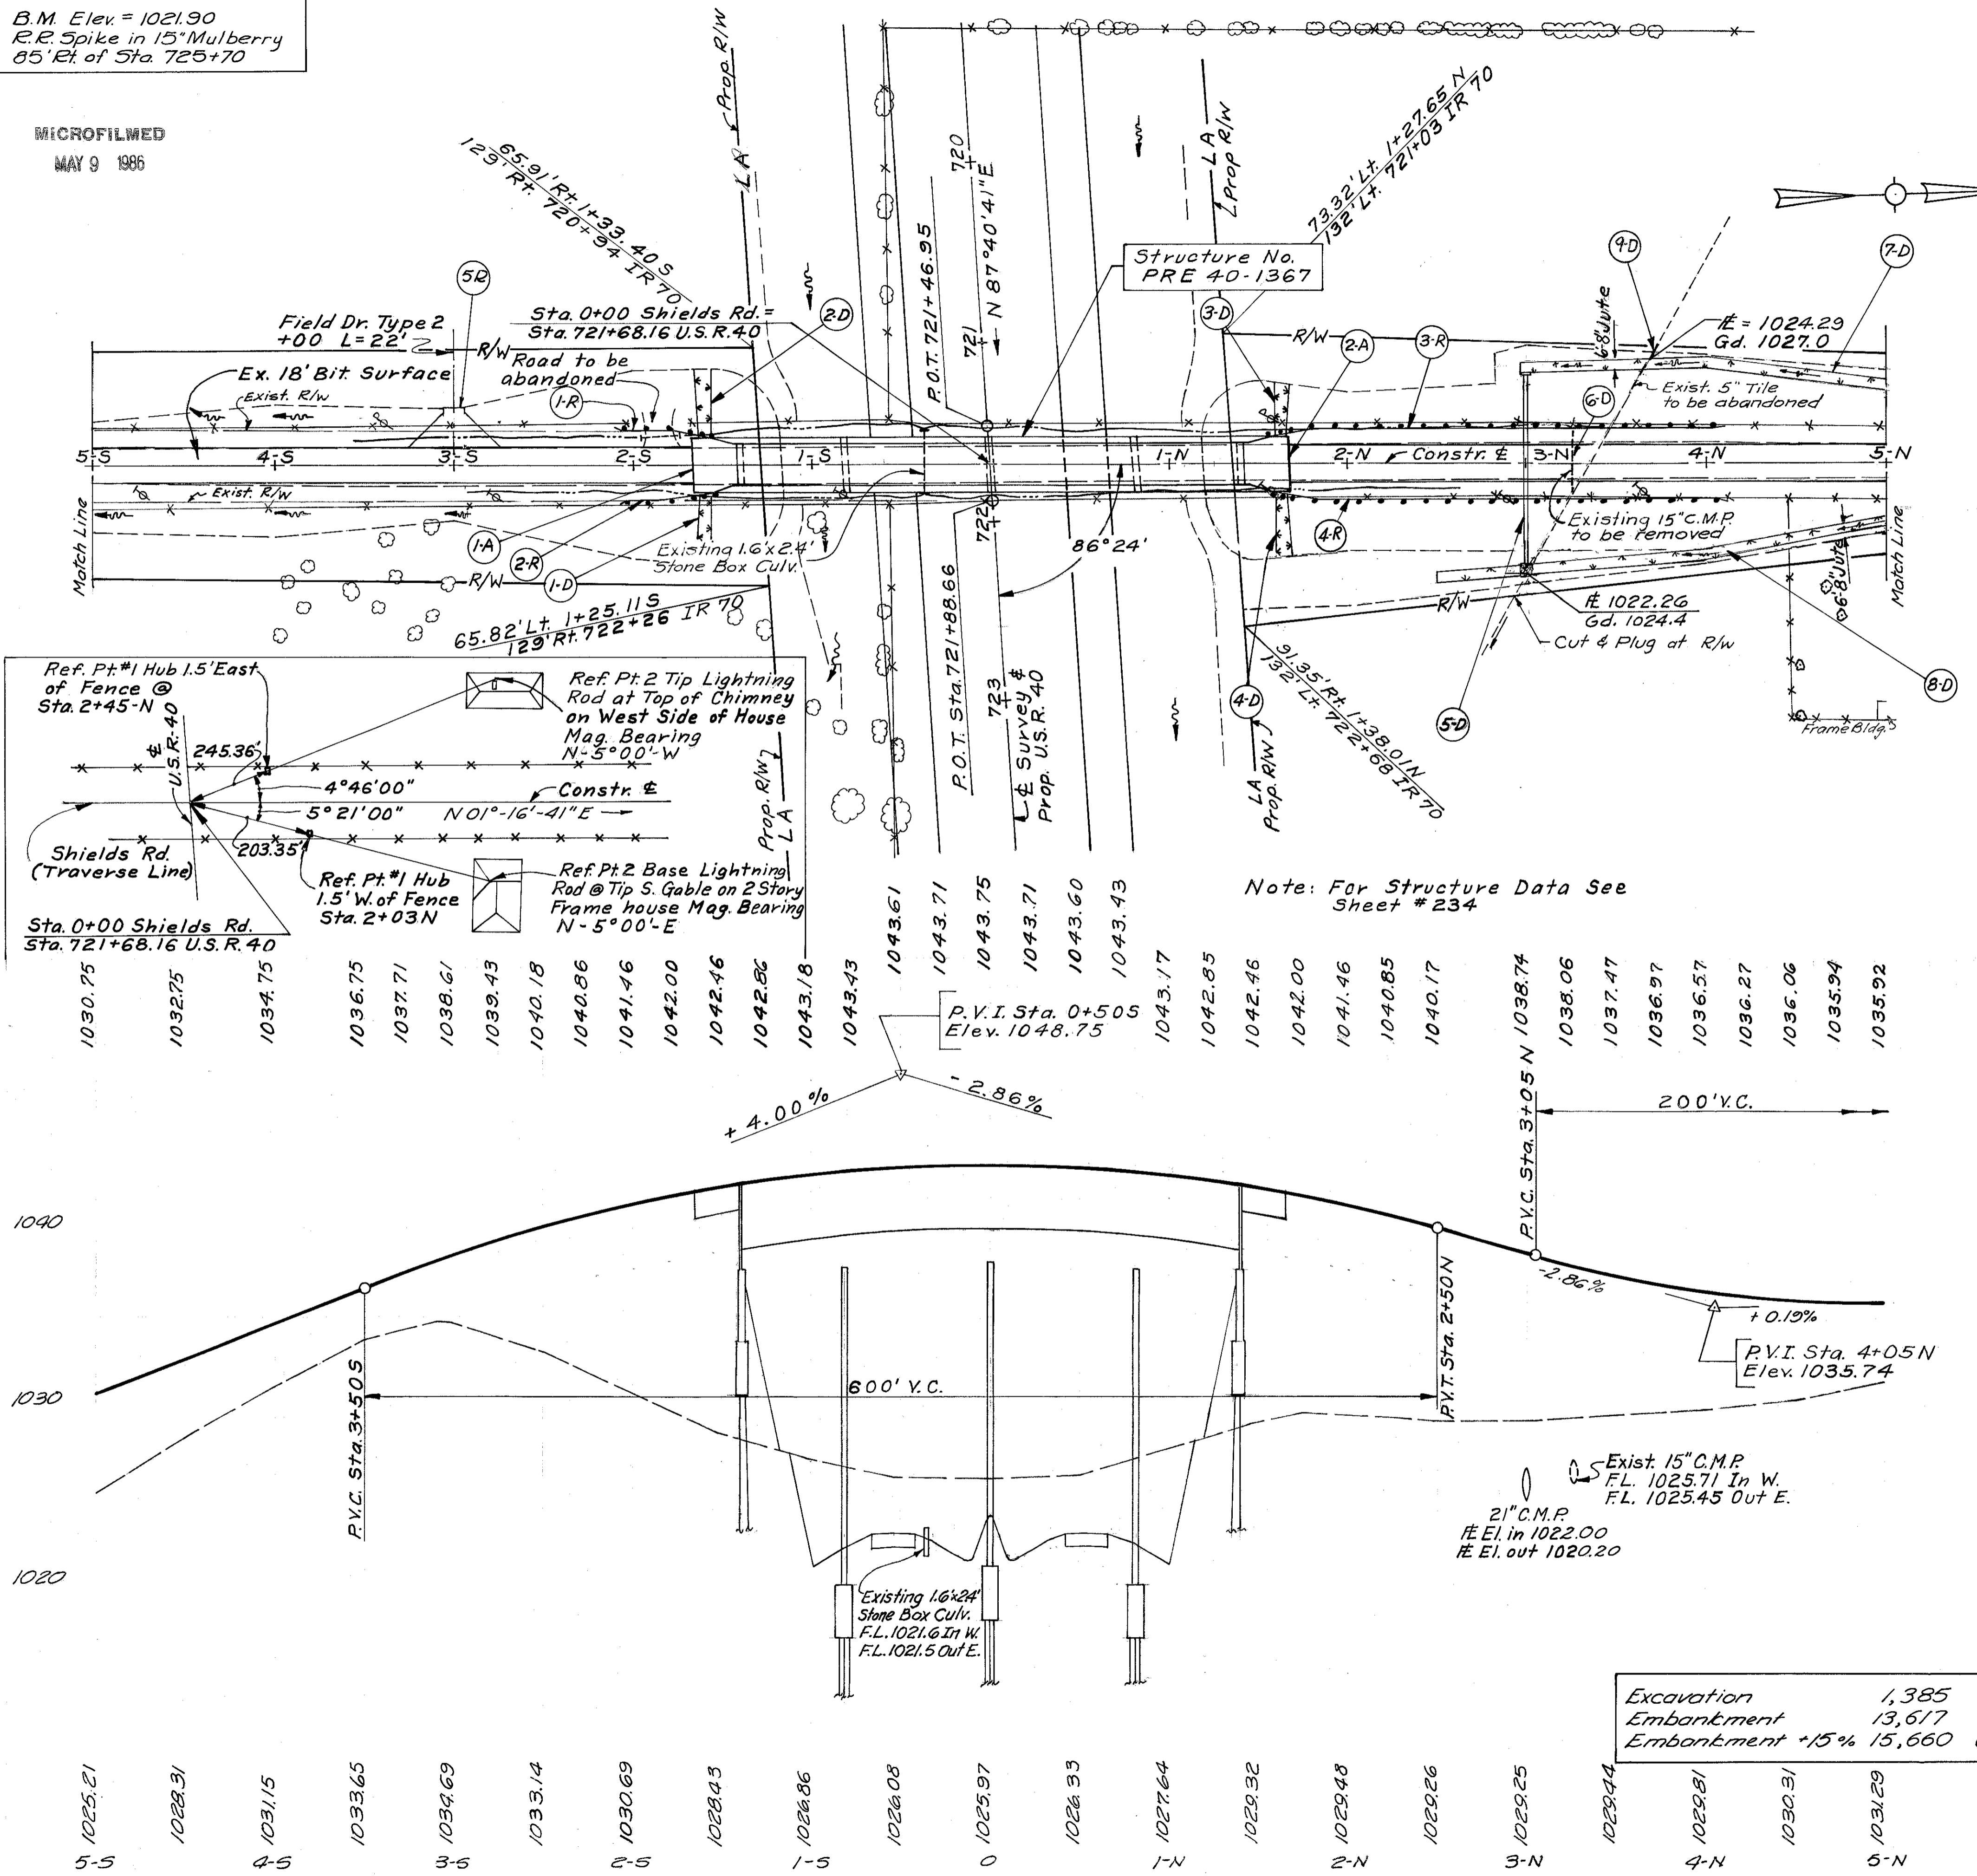 B.M. Elev. = 1021.90
R.R. Spike in 15" Mulberry
85' Rt. of Sta. 725+70
MICROFILMED
MAY 9 1986
Prop. R/W
LA
65.91' Rt. 1+33.40 S
129' Rt. 720+94 IR 70
5-R
Field Dr. Type 2
+00 L=22'
R/W
Sta. 0+00 Shields Rd. =
Sta. 721+68.16 U.S.R. 40
2-D
Road to be
abandoned
Ex. 18' Bit. Surface
Exist. R/W
1-R
P.O.T. 721+46.95
720
721
N 87°40'41"E
LA
Prop R/W
73.32' Lt. 1+27.65 N
132' Lt. 721+03 IR 70
Structure No.
PRE 40-1367
3-D
R/W
2-A
3-R
9-D
7-D
6-8" Jute
℄ = 1024.29
Gd. 1027.0
Exist. 5" Tile
to be abandoned
6-D
5-S
4-S
3-S
2-S
1-S
1-N
2-N
Constr. ℄
3-N
4-N
5-N
Exist. R/W
Match Line
1-A
2-R
1-D
R/W
Existing 1.6'x2.4'
Stone Box Culv.
65.82' Lt. 1+25.11 S
129' Rt. 722+26 IR 70
722
86°24'
P.O.T. Sta. 721+88.66
723
℄ Survey &
Prop. U.S.R. 40
4-R
Existing 15" C.M.P.
to be removed
R/W
℄ 1022.26
Gd. 1024.4
Cut & Plug at R/W
6-8" Jute
Match Line
8-D
5-D
4-D
Frame Bldg.s
LA
Prop. R/W
91.35' Rt. 1+38.01 N
132' Lt. 722+68 IR 70
Prop. R/W
LA
Ref. Pt. #1 Hub 1.5' East
of Fence @
Sta. 2+45-N
Ref. Pt. 2 Tip Lightning
Rod at Top of Chimney
on West Side of House
Mag. Bearing
N-5°00'-W
℄ U.S.R.-40
245.36'
4°46'00"
5°21'00"
Constr. ℄
N 01°-16'-41" E
203.35'
Shields Rd.
(Traverse Line)
Ref. Pt. #1 Hub
1.5' W. of Fence
Sta. 2+03 N
Ref. Pt. 2 Base Lightning
Rod @ Tip S. Gable on 2 Story
Frame house Mag. Bearing
N-5°00'-E
Sta. 0+00 Shields Rd.
Sta. 721+68.16 U.S.R. 40
Note: For Structure Data See
Sheet #234
1030.75
1032.75
1034.75
1036.75
1037.71
1038.61
1039.43
1040.18
1040.86
1041.46
1042.00
1042.46
1042.86
1043.18
1043.43
1043.61
1043.71
1043.75
1043.71
1043.60
1043.43
1043.17
1042.85
1042.46
1042.00
1041.46
1040.85
1040.17
1038.74
1038.06
1037.47
1036.97
1036.57
1036.27
1036.06
1035.94
1035.92
P.V.I. Sta. 0+50 S
Elev. 1048.75
+ 4.00%
- 2.86%
P.V.C. Sta. 3+05 N
200' V.C.
1040
1030
1020
P.V.C. Sta. 3+50 S
600' V.C.
P.V.T. Sta. 2+50 N
-2.86%
+ 0.19%
P.V.I. Sta. 4+05 N
Elev. 1035.74
Exist. 15" C.M.P.
F.L. 1025.71 In W.
F.L. 1025.45 Out E.
21" C.M.P.
℄ El. in 1022.00
℄ El. out 1020.20
Existing 1.6'x2.4'
Stone Box Culv.
F.L. 1021.6 In W.
F.L. 1021.5 Out E.
Excavation 1,385
Embankment 13,617
Embankment +15% 15,660
1025.21
1028.31
1031.15
1033.65
1034.69
1033.14
1030.69
1028.43
1026.86
1026.08
1025.97
1026.33
1027.64
1029.32
1029.48
1029.26
1029.25
1029.44
1029.81
1030.31
1031.29
5-S
4-S
3-S
2-S
1-S
0
1-N
2-N
3-N
4-N
5-N